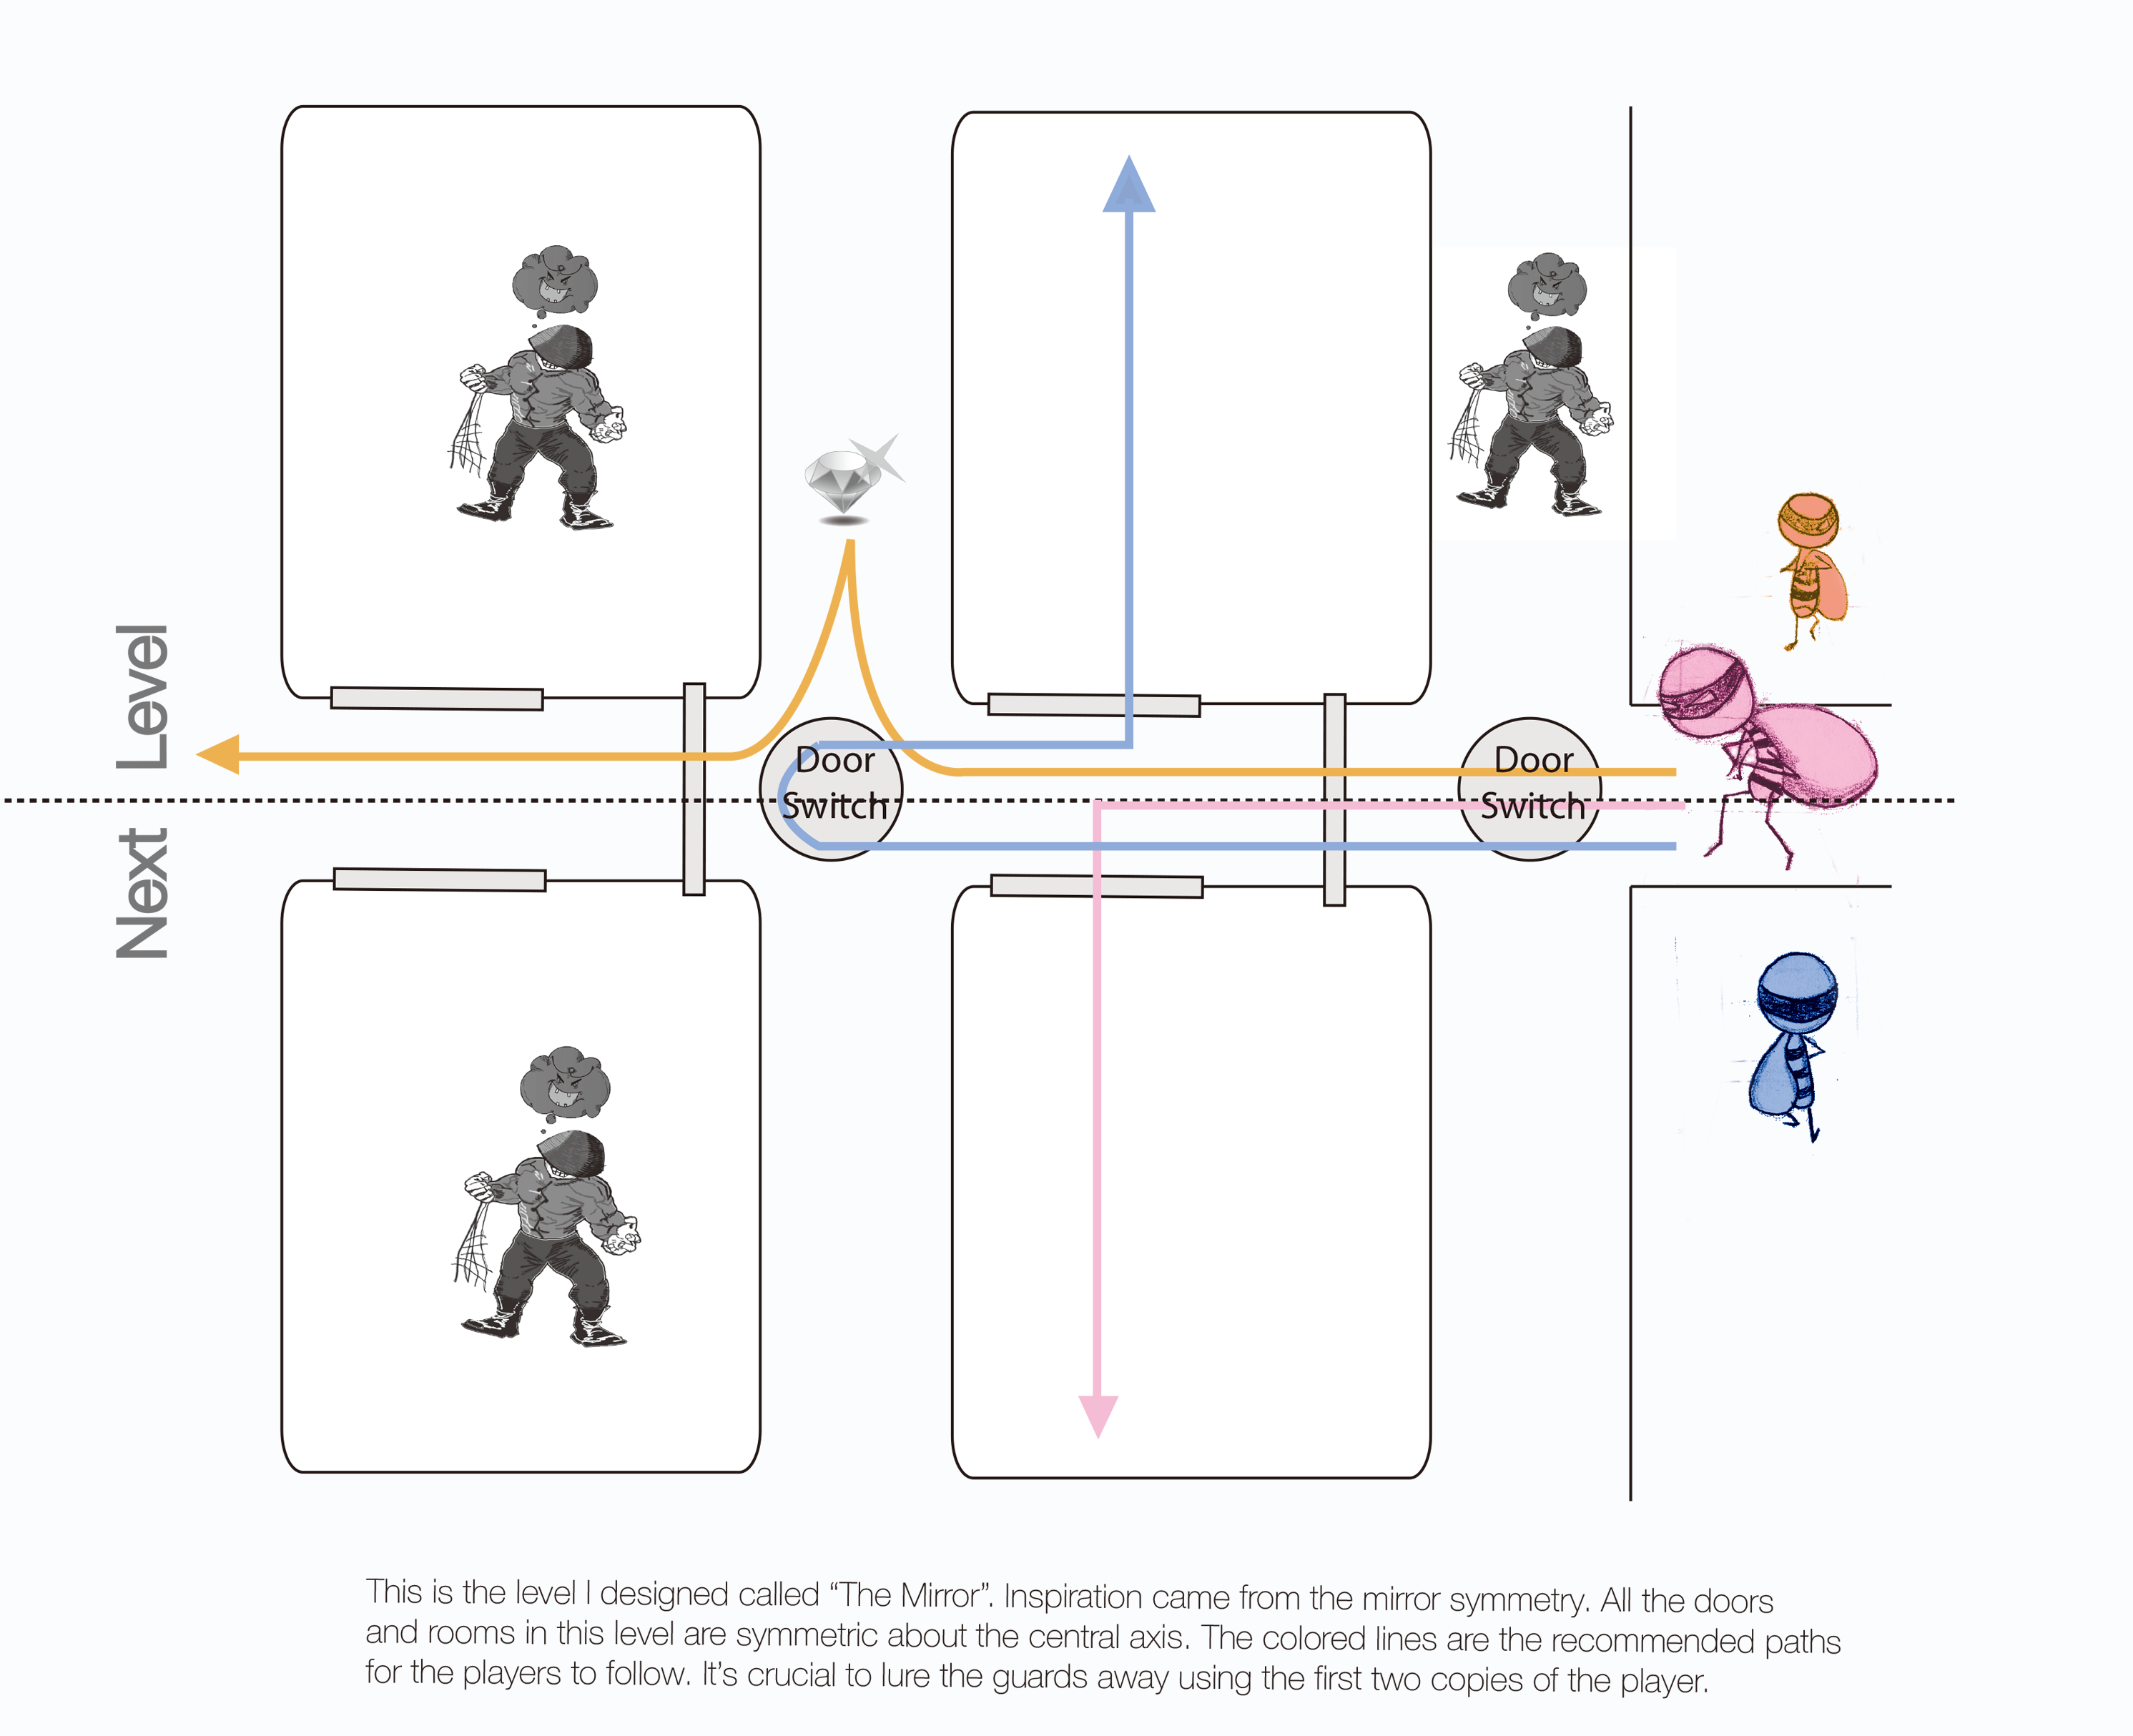 Door
Switch
Door
Switch
Next Level
This is the level I designed called “The Mirror”. Inspiration came from the mirror symmetry. All the doors
and rooms in this level are symmetric about the central axis. The colored lines are the recommended paths
for the players to follow. It’s crucial to lure the guards away using the first two copies of the player.